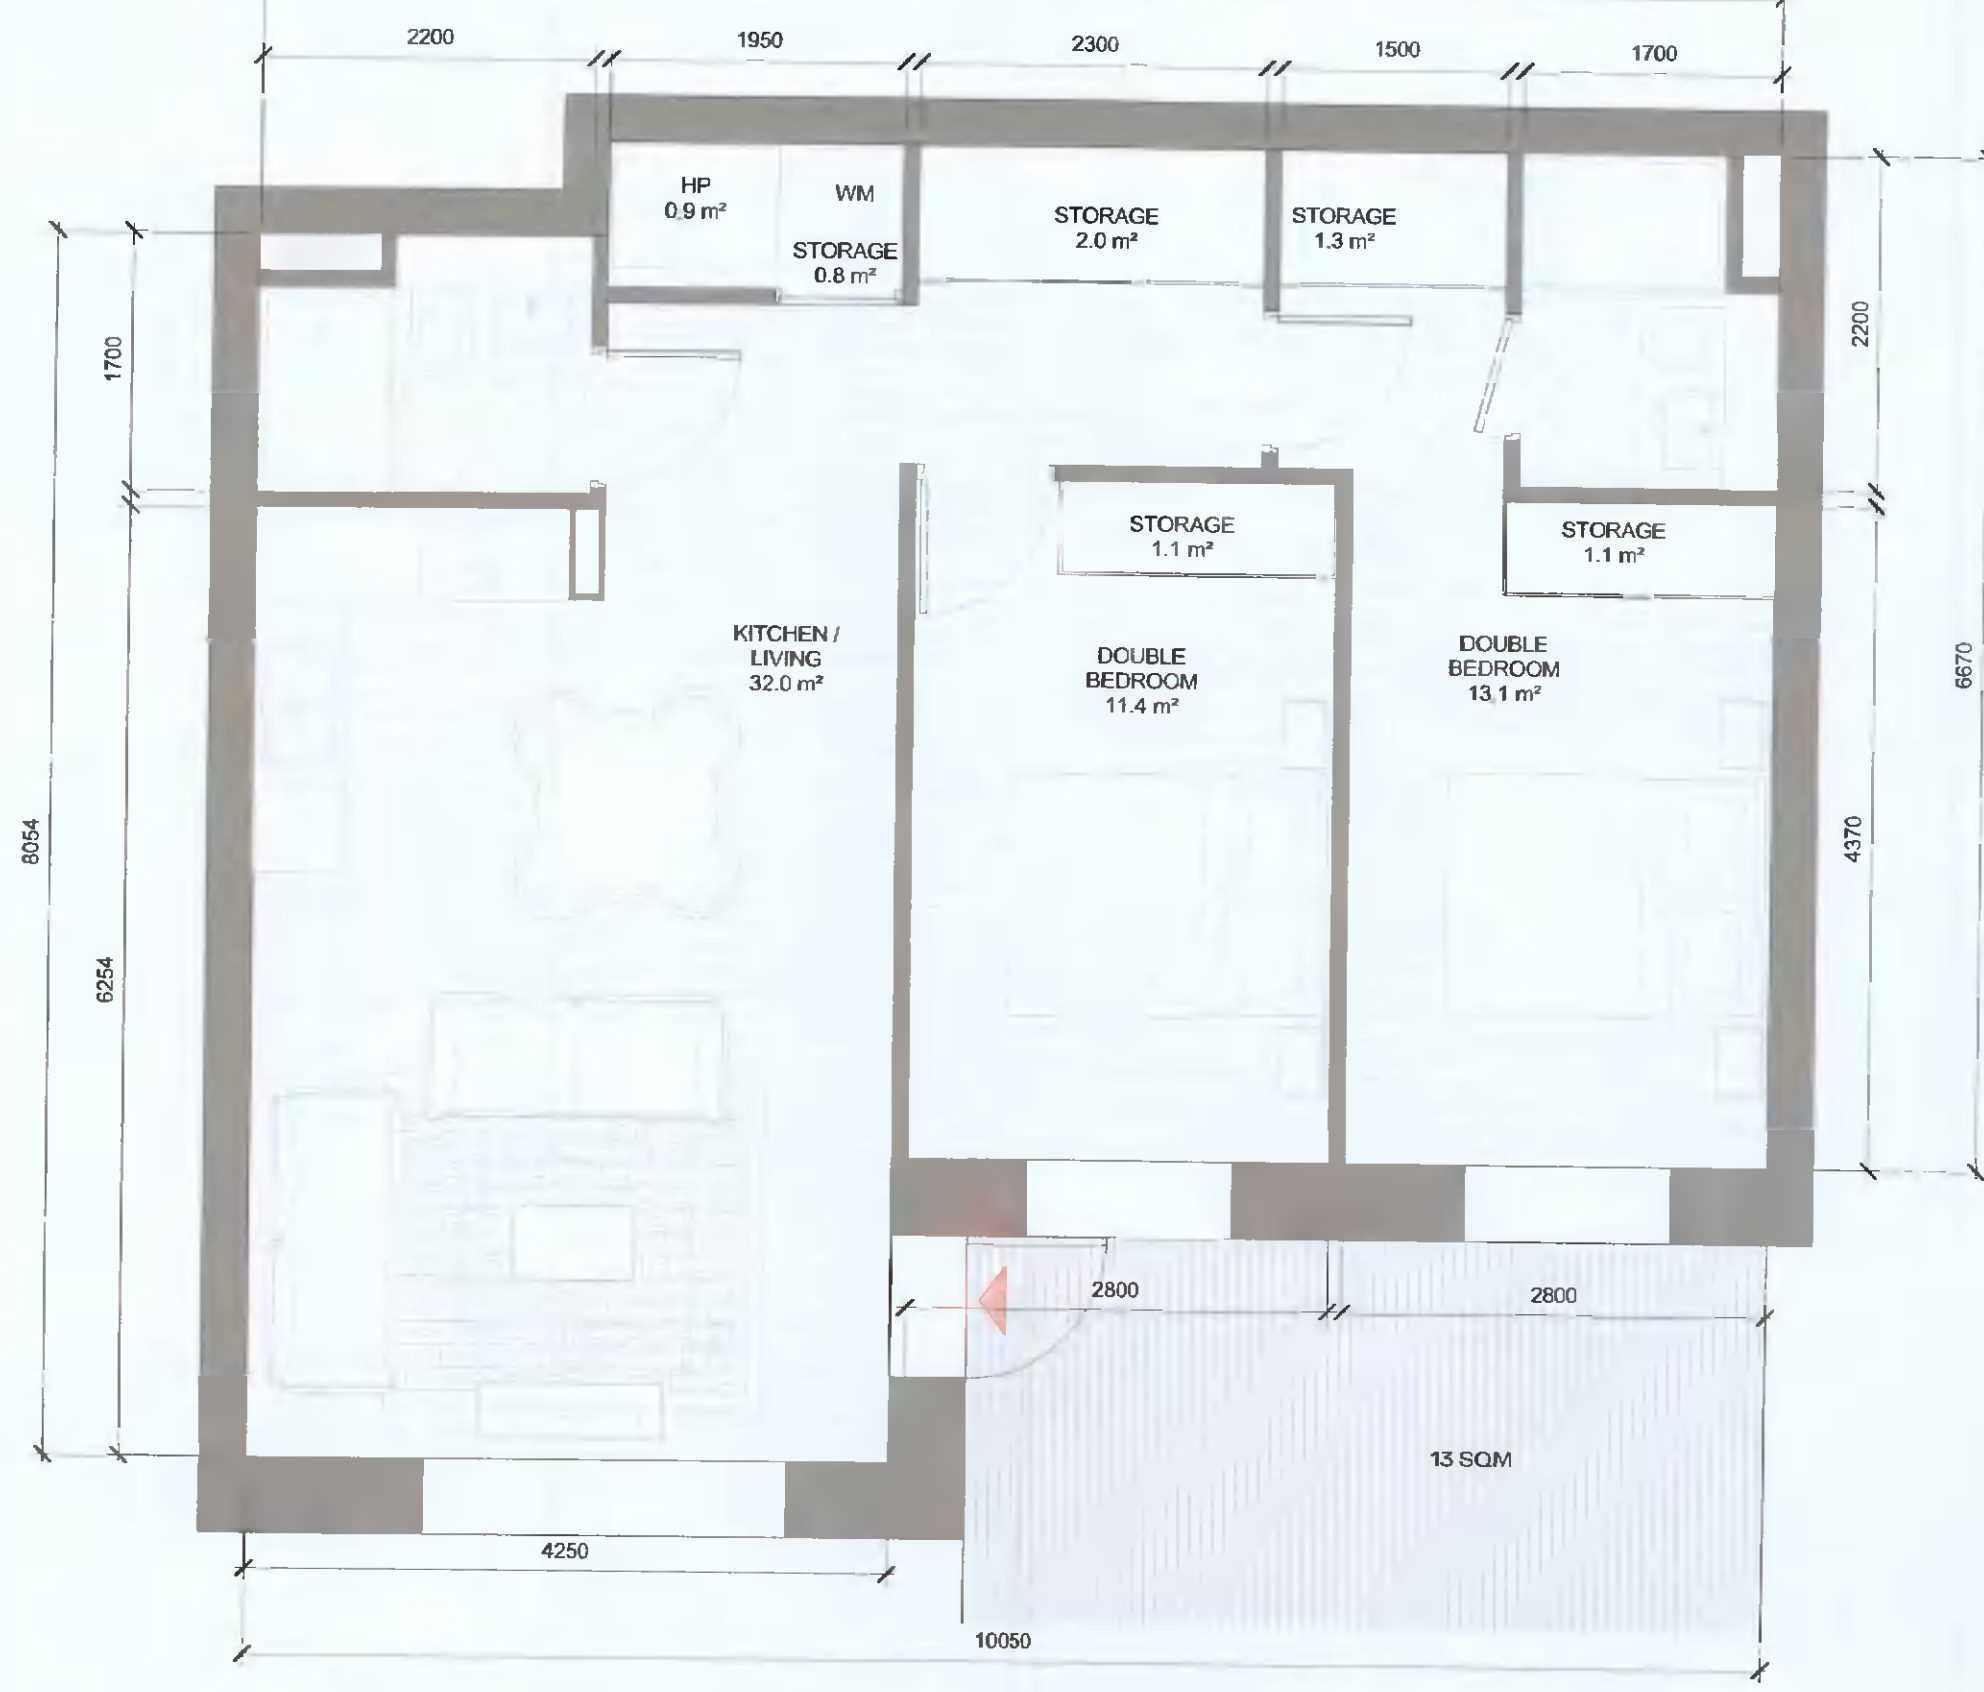 2200
1950
2300
1500
1700
HP
0.9 m²
WM
STORAGE
0.8 m²
STORAGE
2.0 m²
STORAGE
1.3 m²
1700
2200
STORAGE
1.1 m²
STORAGE
1.1 m²
KITCHEN /
LIVING
32.0 m²
DOUBLE
BEDROOM
11.4 m²
DOUBLE
BEDROOM
13.1 m²
6670
8054
4370
6254
2800
2800
13 SQM
4250
10050